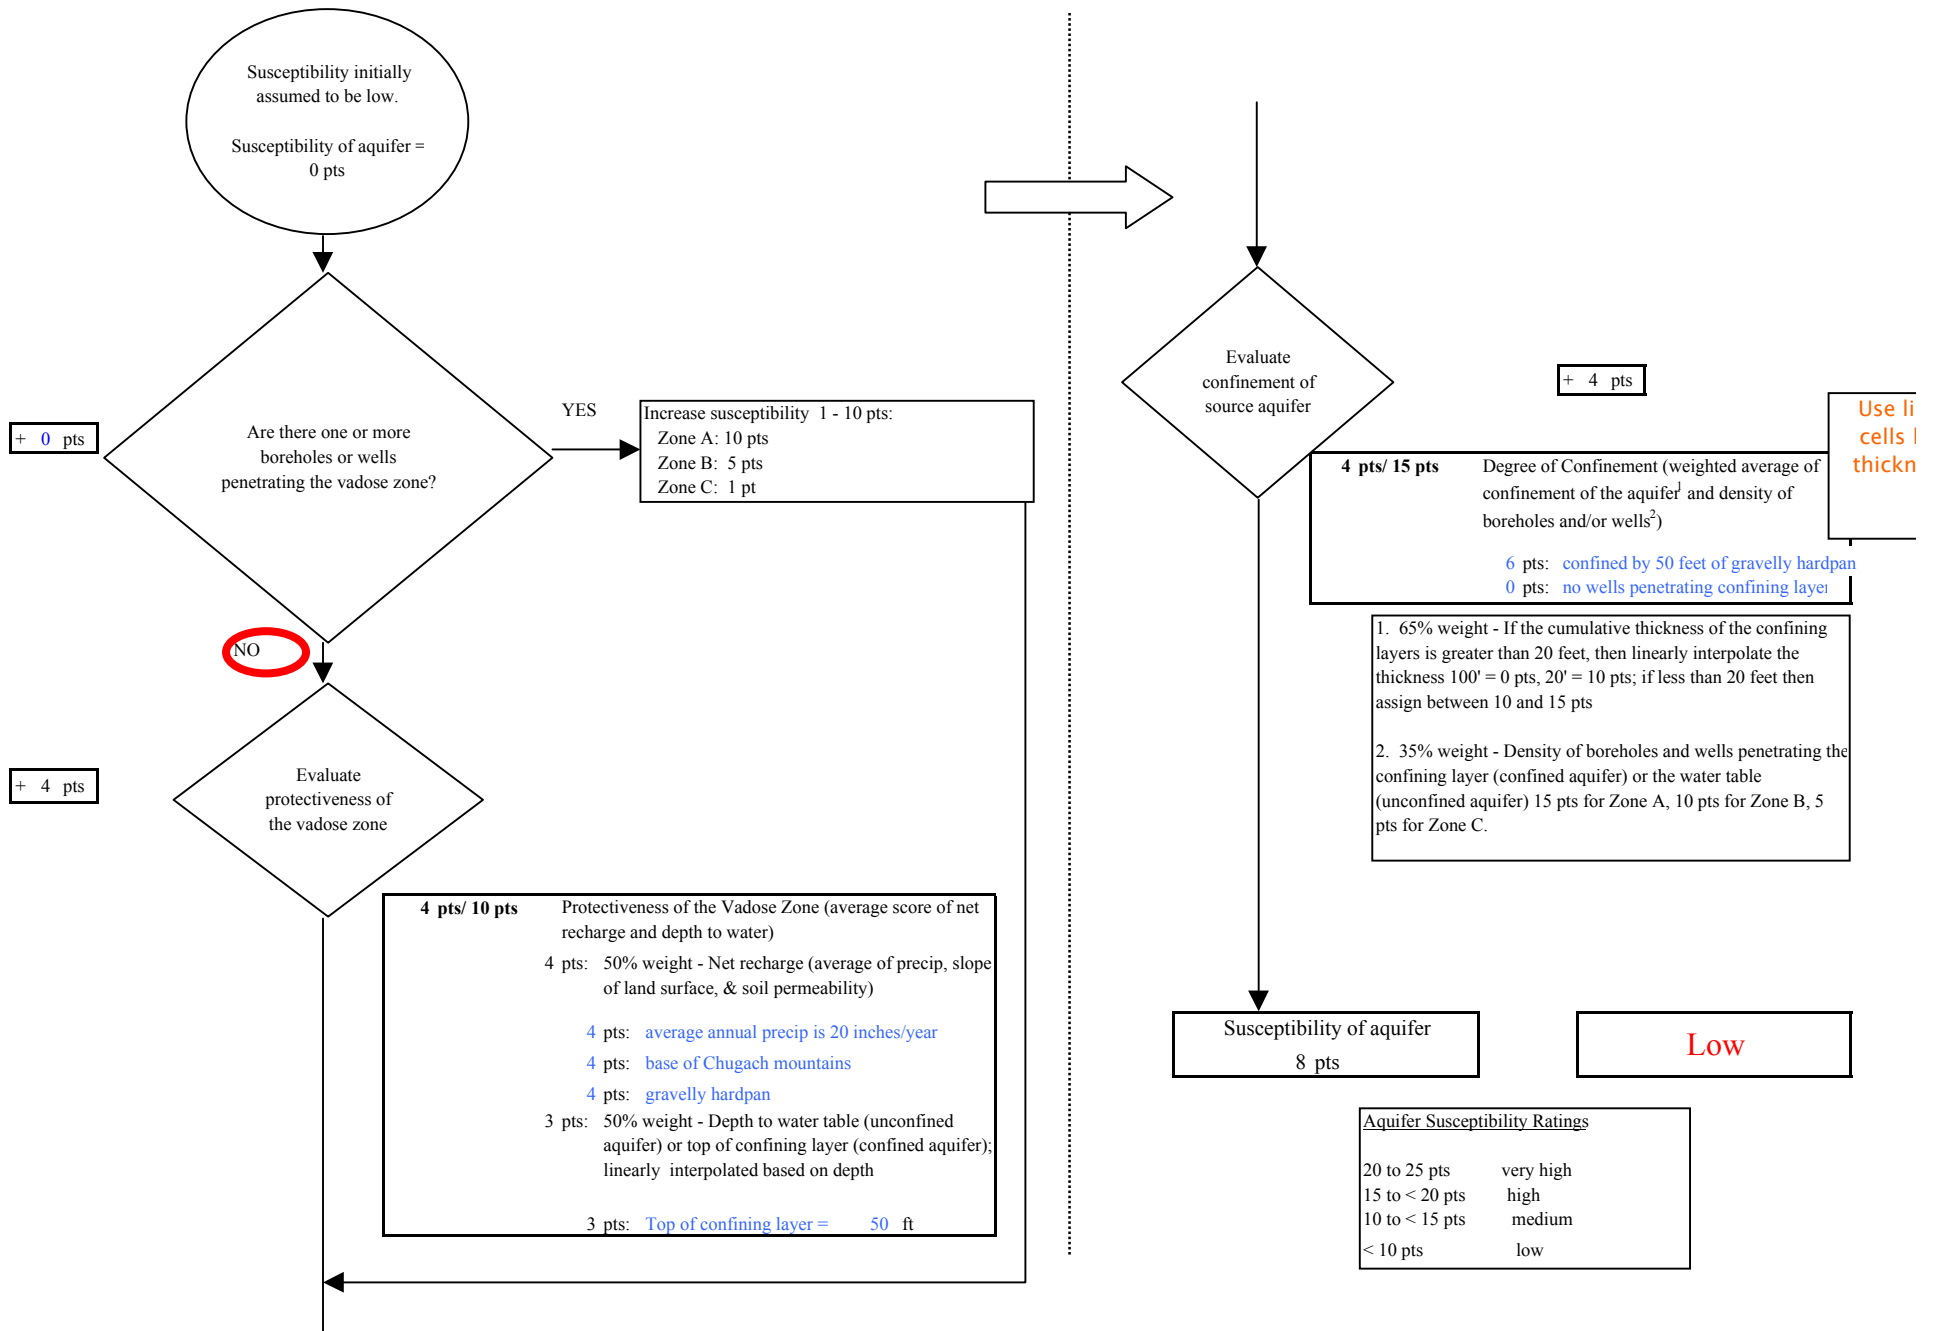 Susceptibility initially
assumed to be low.
Susceptibility of aquifer =
0 pts
+ 0 pts
Are there one or more
boreholes or wells
penetrating the vadose zone?
YES
Increase susceptibility 1 - 10 pts:
Zone A: 10 pts
Zone B: 5 pts
Zone C: 1 pt
NO
+ 4 pts
Evaluate
protectiveness of
the vadose zone
4 pts/ 10 pts
Protectiveness of the Vadose Zone (average score of net
recharge and depth to water)
4 pts: 50% weight - Net recharge (average of precip, slope
of land surface, & soil permeability)
4 pts: average annual precip is 20 inches/year
4 pts: base of Chugach mountains
4 pts: gravelly hardpan
3 pts: 50% weight - Depth to water table (unconfined
aquifer) or top of confining layer (confined aquifer);
linearly interpolated based on depth
3 pts: Top of confining layer = 50 ft
Evaluate
confinement of
source aquifer
+ 4 pts
Use li
cells
thickn
4 pts/ 15 pts
Degree of Confinement (weighted average of
confinement of the aquifer1 and density of
boreholes and/or wells2)
6 pts: confined by 50 feet of gravelly hardpan
0 pts: no wells penetrating confining layer
1. 65% weight - If the cumulative thickness of the confining
layers is greater than 20 feet, then linearly interpolate the
thickness 100' = 0 pts, 20' = 10 pts; if less than 20 feet then
assign between 10 and 15 pts
2. 35% weight - Density of boreholes and wells penetrating the
confining layer (confined aquifer) or the water table
(unconfined aquifer) 15 pts for Zone A, 10 pts for Zone B, 5
pts for Zone C.
Susceptibility of aquifer
8 pts
Low
Aquifer Susceptibility Ratings
20 to 25 pts very high
15 to < 20 pts high
10 to < 15 pts medium
< 10 pts low